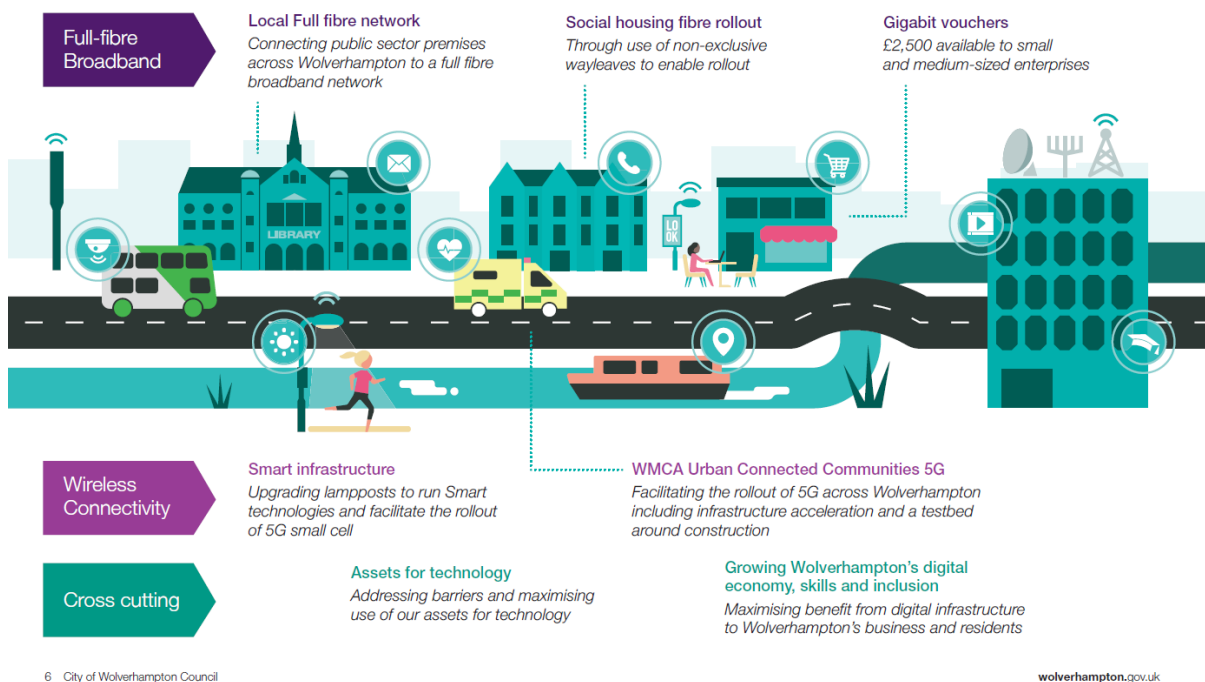 Full-fibre
Broadband
Local Full fibre network
Connecting public sector premises
across Wolverhampton to a full fibre
broadband network
Social housing fibre rollout
Through use of non-exclusive
wayleaves to enable rollout
Gigabit vouchers
£2,500 available to small
and medium-sized enterprises
LIBRARY
LO
OK
Wireless
Connectivity
Smart infrastructure
Upgrading lampposts to run Smart
technologies and facilitate the rollout
of 5G small cell
WMCA Urban Connected Communities 5G
Facilitating the rollout of 5G across Wolverhampton
including infrastructure acceleration and a testbed
around construction
Cross cutting
Assets for technology
Addressing barriers and maximising
use of our assets for technology
Growing Wolverhampton's digital
economy, skills and inclusion
Maximising benefit from digital infrastructure
to Wolverhampton's business and residents
6 City of Wolverhampton Council
wolverhampton.gov.uk